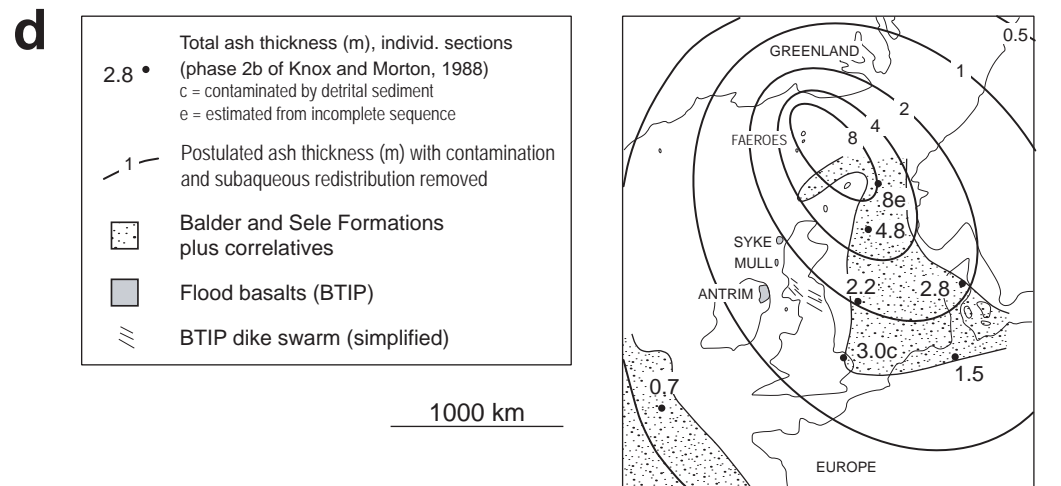 d
2.8
Total ash thickness (m), individ. sections
(phase 2b of Knox and Morton, 1988)
c = contaminated by detrital sediment
e = estimated from incomplete sequence
1
Postulated ash thickness (m) with contamination
and subaqueous redistribution removed
Balder and Sele Formations
plus correlatives
Flood basalts (BTIP)
BTIP dike swarm (simplified)
1000 km
0.5
GREENLAND
1
2
4
8
FAEROES
8e
4.8
SYKE
MULL
ANTRIM
2.2
2.8
3.0c
1.5
0.7
EUROPE